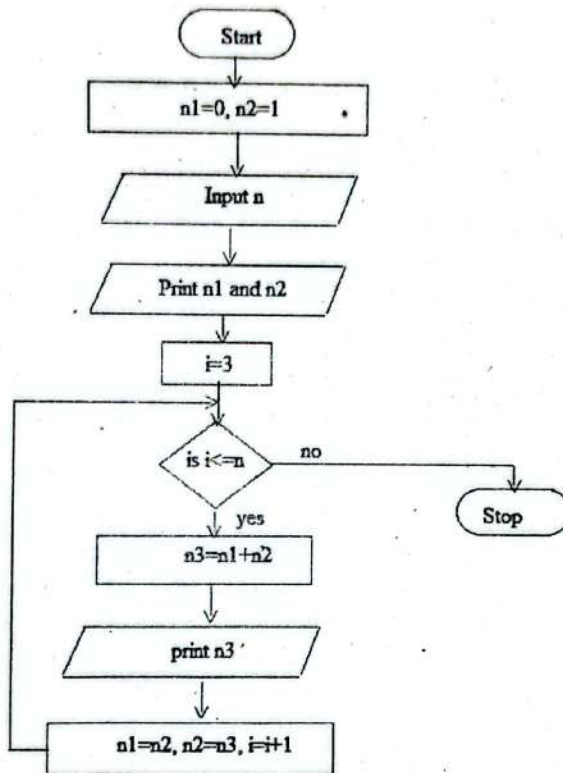 Start
n1=0, n2=1
Input n
Print n1 and n2
i=3
is i<=n
no
Stop
yes
n3=n1+n2
print n3
n1=n2, n2=n3, i=i+1